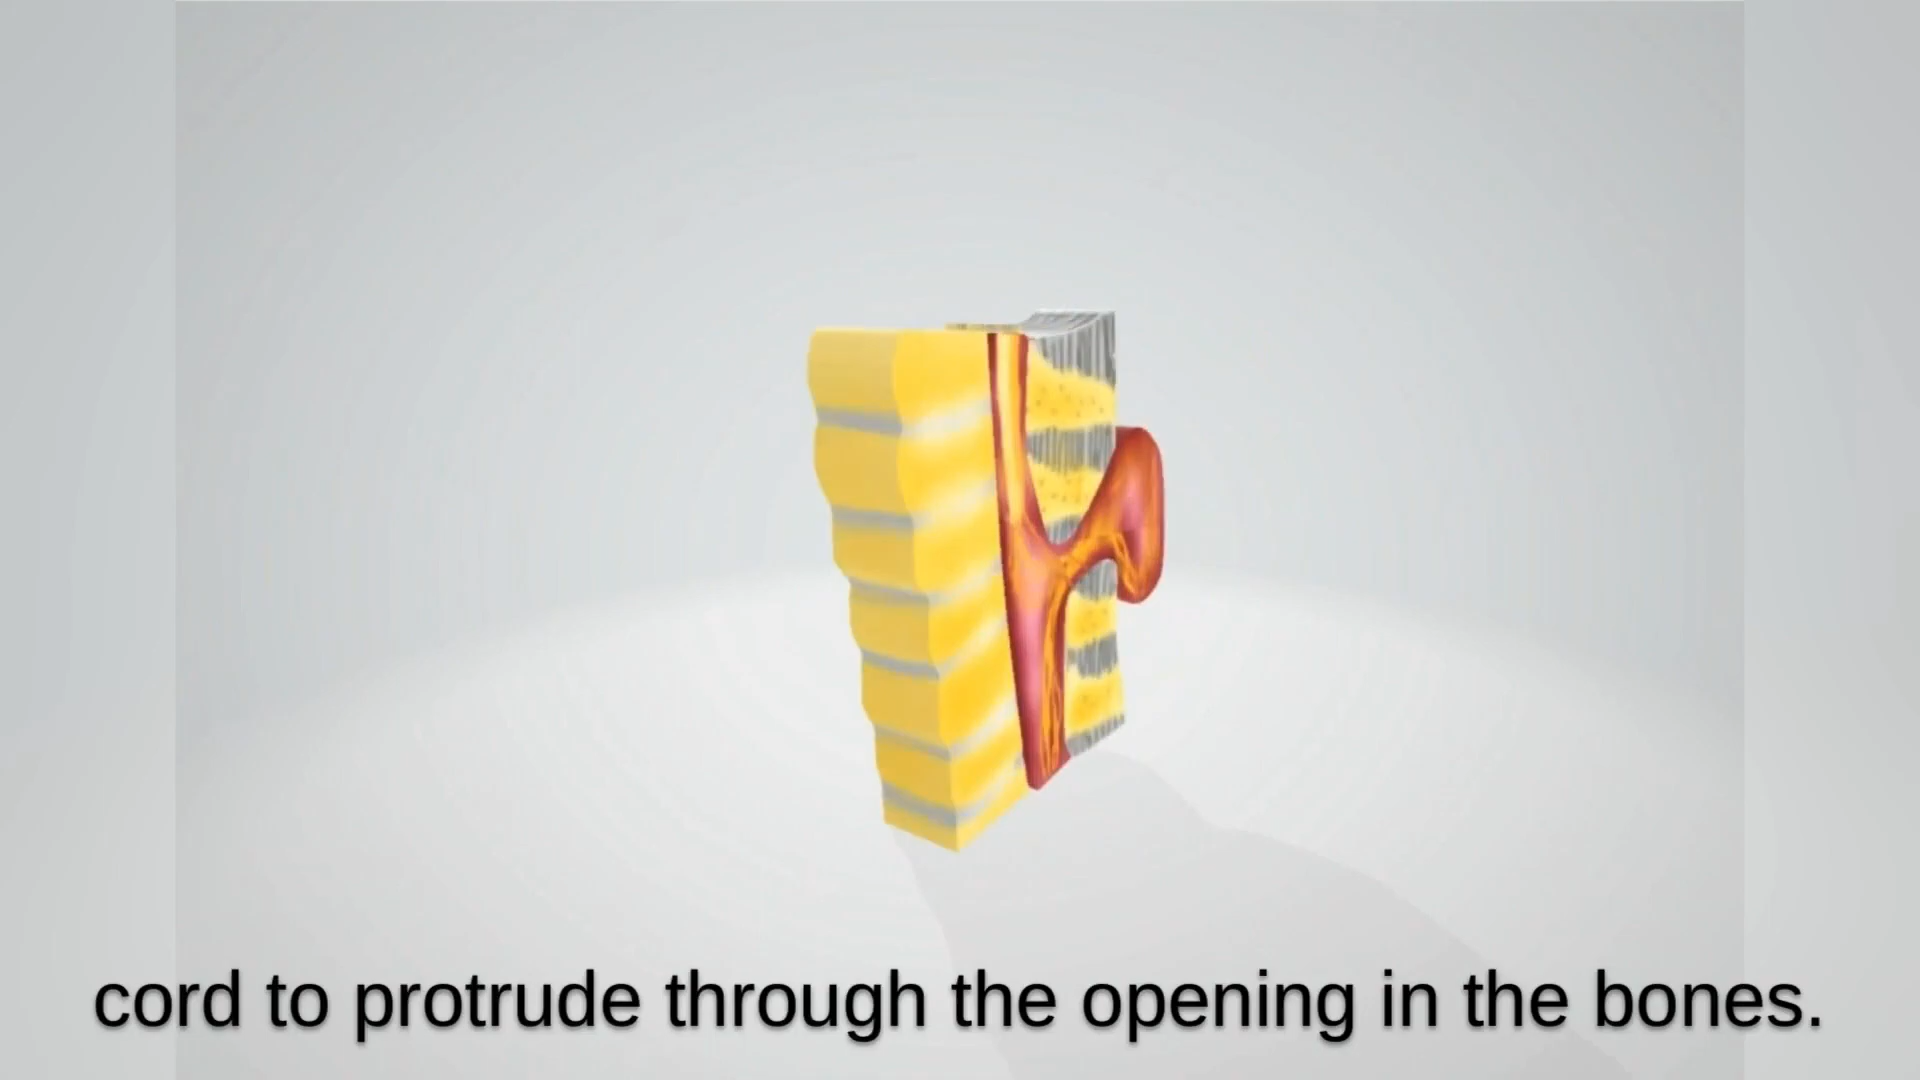 cord to protrude through the opening in the bones.